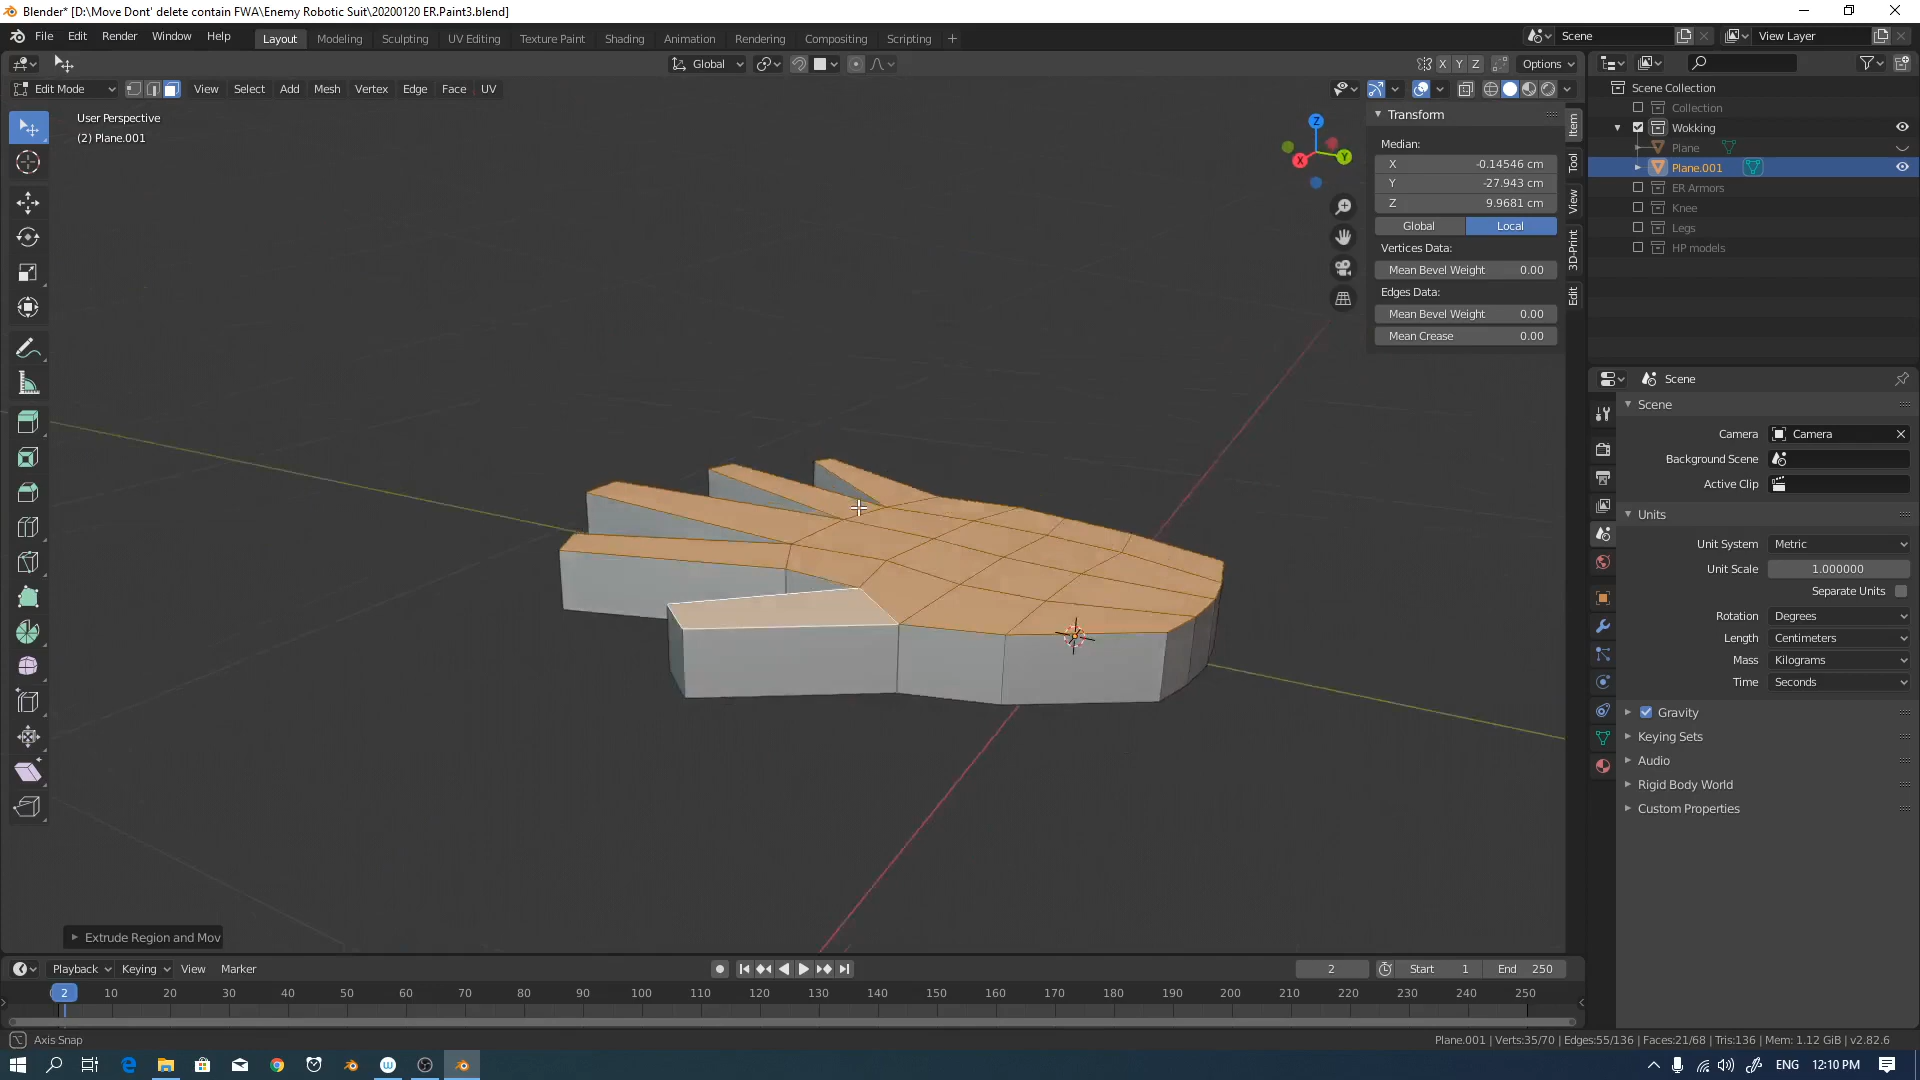 Blender* [D:\Move Dont' delete contain FWA\Enemy Robotic Suit\20200120 ER.Paint3.blend]
File Edit Render Window Help Layout Modeling Sculpting UV Editing Texture Paint Shading Animation Rendering Compositing Scripting + Scene View Layer
Global X Y Z Options
Edit Mode View Select Add Mesh Vertex Edge Face UV
User Perspective
(2) Plane.001
Z
X
Y
Transform
Median:
X -0.14546 cm
Y -27.943 cm
Z 9.9681 cm
Global Local
Vertices Data:
Mean Bevel Weight 0.00
Edges Data:
Mean Bevel Weight 0.00
Mean Crease 0.00
Item
Tool
View
3D-Print
Edit
Scene Collection
Collection
Wokking
Plane
Plane.001
ER Armors
Knee
Legs
HP models
Scene
Scene
Camera Camera
Background Scene
Active Clip
Units
Unit System Metric
Unit Scale 1.000000
Separate Units
Rotation Degrees
Length Centimeters
Mass Kilograms
Time Seconds
Gravity
Keying Sets
Audio
Rigid Body World
Custom Properties
Extrude Region and Mov
Playback Keying View Marker 2 Start 1 End 250
2 10 20 30 40 50 60 70 80 90 100 110 120 130 140 150 160 170 180 190 200 210 220 230 240 250
Axis Snap
Plane.001 | Verts:35/70 | Edges:55/136 | Faces:21/68 | Tris:136 | Mem: 1.12 GiB | v2.82.6
ENG 12:10 PM